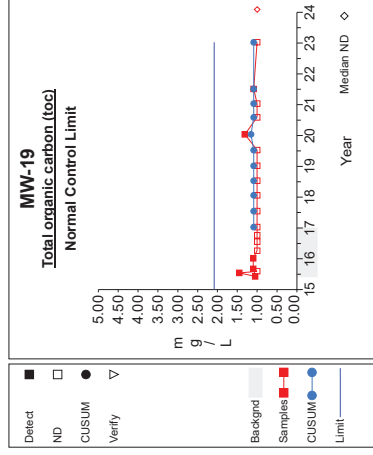 MW-19
Total organic carbon (toc)
Normal Control Limit
5.00
4.50
4.00
3.50
3.00
2.50
2.00
1.50
1.00
0.50
0.00
m
g /
L
15 16 17 18 19 20 21 22 23 24
Year
Median ND
Detect
ND
CUSUM
Verify
Backgnd
Samples
CUSUM
Limit